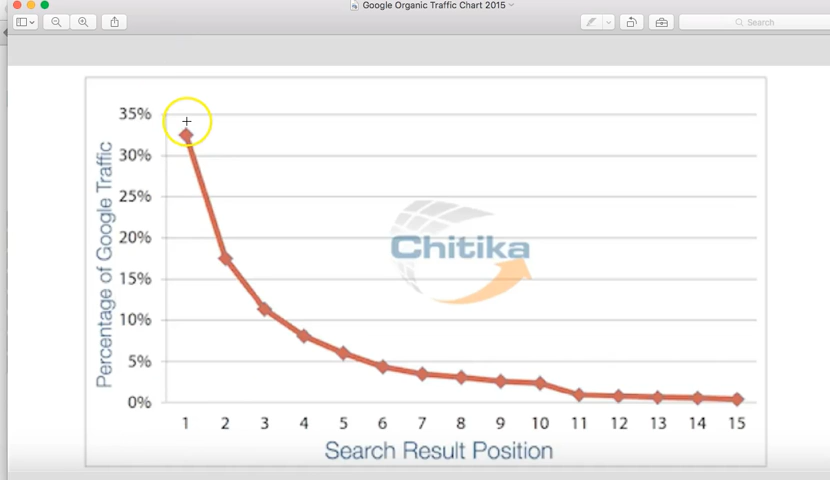 Google Organic Traffic Chart 2015
Search
35%
30%
25%
20%
15%
10%
5%
0%
Percentage of Google Traffic
Chitika
1 2 3 4 5 6 7 8 9 10 11 12 13 14 15
Search Result Position